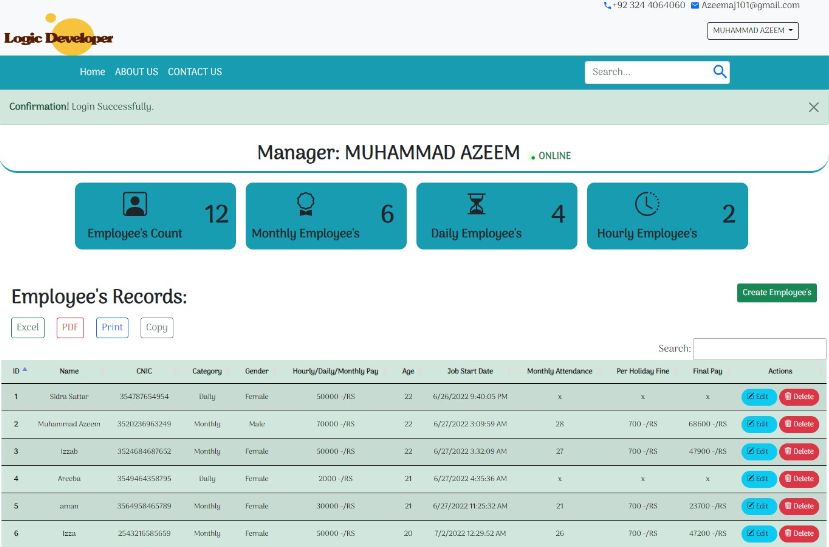 +92 324 4064060 Azeemaj101@gmail.com
Logic Developer
MUHAMMAD AZEEM
Home ABOUT US CONTACT US Search...
Confirmation! Login Successfully.
Manager: MUHAMMAD AZEEM ONLINE
12 6 4 2
Employee's Count Monthly Employee's Daily Employee's Hourly Employee's
Employee's Records: Create Employee's
Excel PDF Print Copy
Search:
ID Name CNIC Category Gender Hourly/Daily/Monthly Pay Age Job Start Date Monthly Attendance Per Holiday Fine Final Pay Actions
1 Sidra Sattar 354787654954 Daily Female 50000 -/RS 22 6/26/2022 9:40:05 PM x x x Edit Delete
2 Muhammad Azeem 3520236963249 Monthly Male 70000 -/RS 22 6/27/2022 3:09:59 AM 28 700 -/RS 68600 -/RS Edit Delete
3 Izzab 3524684687652 Monthly Female 50000 -/RS 22 6/27/2022 3:32:09 AM 27 700 -/RS 47900 -/RS Edit Delete
4 Areeba 3549464358795 Daily Female 2000 -/RS 21 6/27/2022 4:35:36 AM x x x Edit Delete
5 aman 3564958465789 Monthly Female 30000 -/RS 21 6/27/2022 11:25:32 AM 21 700 -/RS 23700 -/RS Edit Delete
6 Izza 2543216585659 Monthly Female 50000 -/RS 20 7/2/2022 12:29:52 AM 26 700 -/RS 47200 -/RS Edit Delete